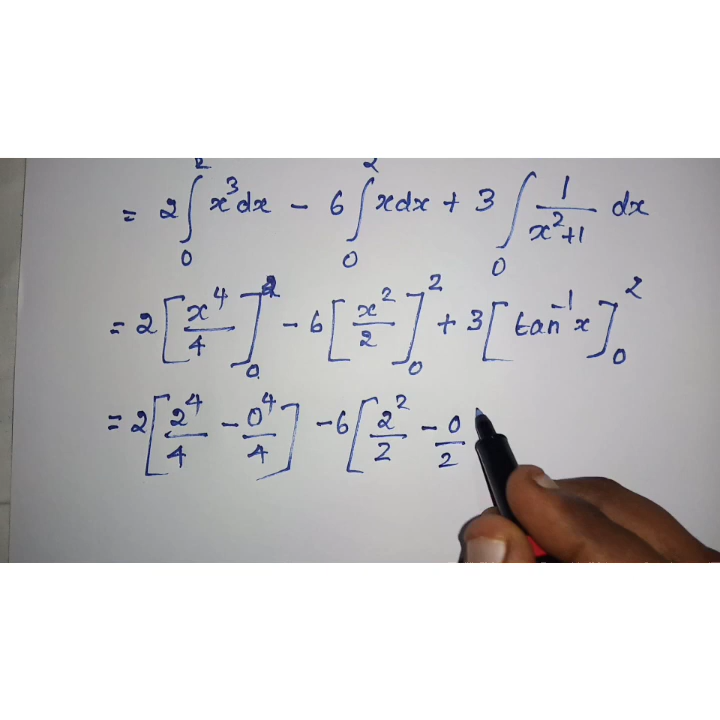 = 2∫₀² x³dx − 6∫₀² xdx + 3∫₀ 1/(x²+1) dx
= 2[x⁴/4]₀² − 6[x²/2]₀² + 3[tan⁻¹x]₀²
= 2[2⁴/4 − 0⁴/4] − 6[2²/2 − 0/2